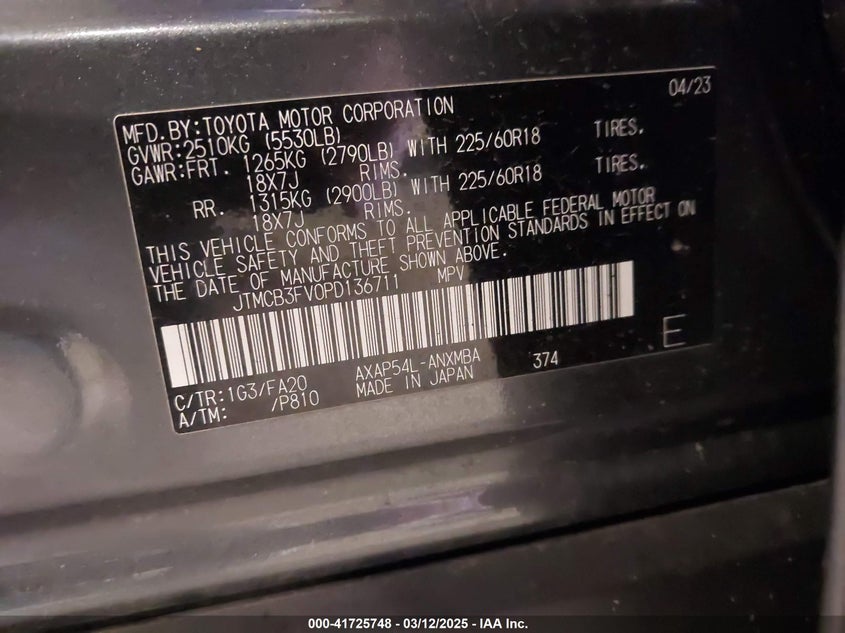 04/23
MFD.BY:TOYOTA MOTOR CORPORATION
GVWR:2510KG (5530LB)
GAWR:FRT. 1265KG (2790LB) WITH 225/60R18 TIRES.
18X7J RIMS.
RR. 1315KG (2900LB) WITH 225/60R18 TIRES.
18X7J RIMS.
THIS VEHICLE CONFORMS TO ALL APPLICABLE FEDERAL MOTOR
VEHICLE SAFETY AND THEFT PREVENTION STANDARDS IN EFFECT ON
THE DATE OF MANUFACTURE SHOWN ABOVE.
JTMCB3FV0PD136711 MPV
E
C/TR:1G3/FA20 AXAP54L-ANXMBA 374
A/TM: /P810 MADE IN JAPAN
000-41725748 - 03/12/2025 - IAA Inc.